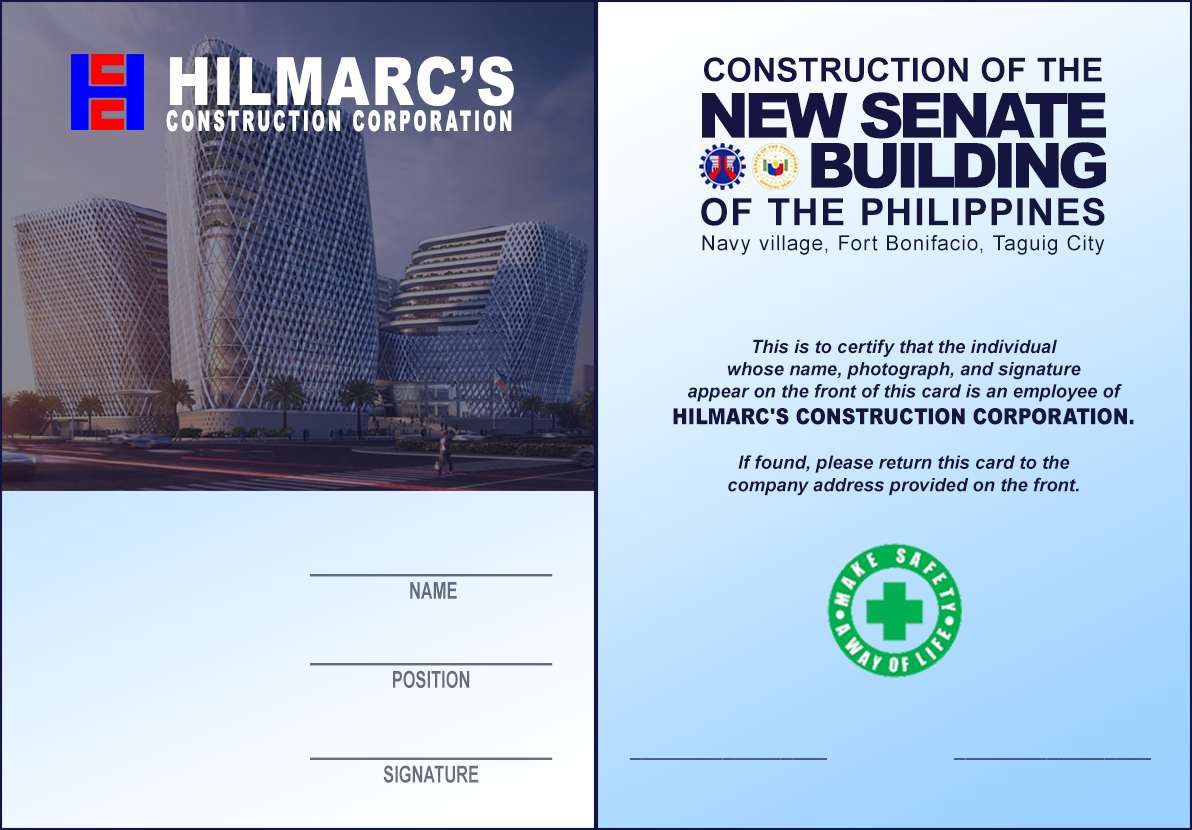 HILMARC'S
CONSTRUCTION CORPORATION
NAME
POSITION
SIGNATURE
CONSTRUCTION OF THE
NEW SENATE
BUILDING
OF THE PHILIPPINES
Navy village, Fort Bonifacio, Taguig City
This is to certify that the individual
whose name, photograph, and signature
appear on the front of this card is an employee of
HILMARC'S CONSTRUCTION CORPORATION.
If found, please return this card to the
company address provided on the front.
MAKE SAFETY
A WAY OF LIFE